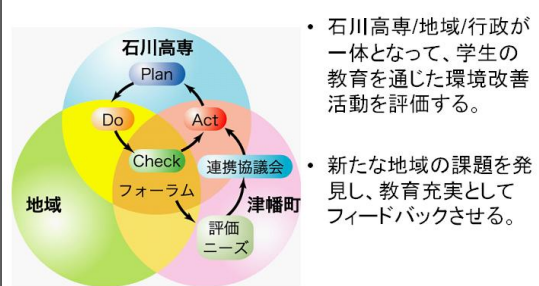 石川高専
Plan
Do
Act
Check
連携協議会
フォーラム
地域
津幡町
評価
ニーズ
• 石川高専/地域/行政が
一体となって、学生の
教育を通じた環境改善
活動を評価する。
• 新たな地域の課題を発
見し、教育充実として
フィードバックさせる。